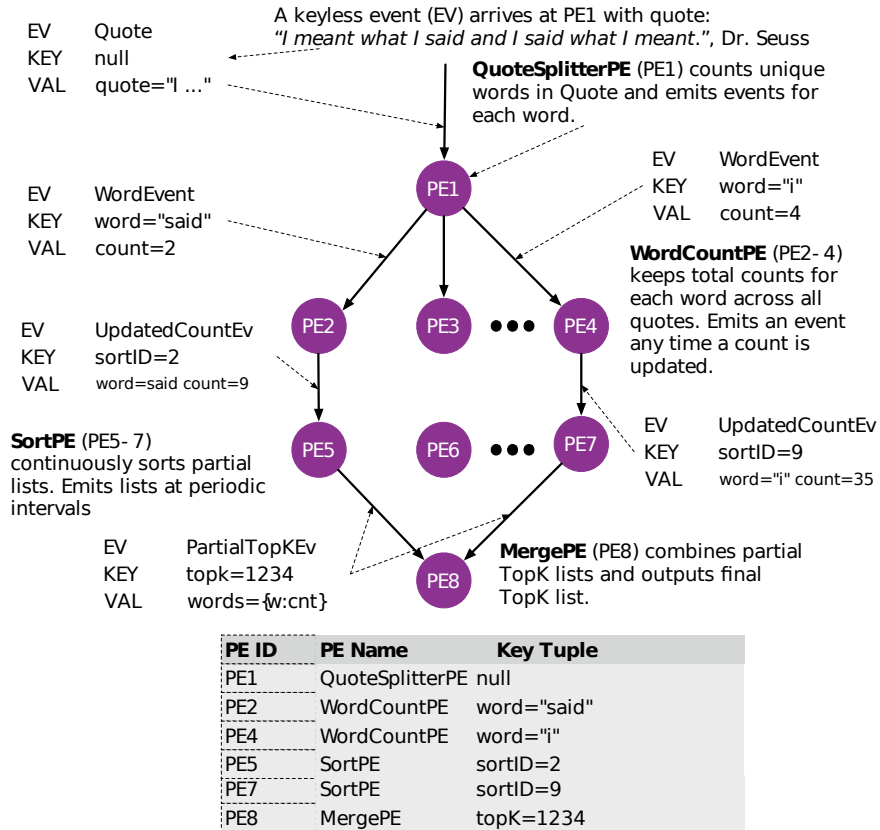 A keyless event (EV) arrives at PE1 with quote:
“I meant what I said and I said what I meant.”, Dr. Seuss
EV Quote
KEY null
VAL quote="I ..."
QuoteSplitterPE (PE1) counts unique
words in Quote and emits events for
each word.
PE1
EV WordEvent
KEY word="said"
VAL count=2
EV WordEvent
KEY word="i"
VAL count=4
WordCountPE (PE2-4)
keeps total counts for
each word across all
quotes. Emits an event
any time a count is
updated.
PE2 PE3 PE4
EV UpdatedCountEv
KEY sortID=2
VAL word=said count=9
EV UpdatedCountEv
KEY sortID=9
VAL word="i" count=35
SortPE (PE5-7)
continuously sorts partial
lists. Emits lists at periodic
intervals
PE5 PE6 PE7
EV PartialTopKEv
KEY topk=1234
VAL words={w:cnt}
PE8
MergePE (PE8) combines partial
TopK lists and outputs final
TopK list.
PE ID PE Name Key Tuple
PE1 QuoteSplitterPE null
PE2 WordCountPE word="said"
PE4 WordCountPE word="i"
PE5 SortPE sortID=2
PE7 SortPE sortID=9
PE8 MergePE topK=1234